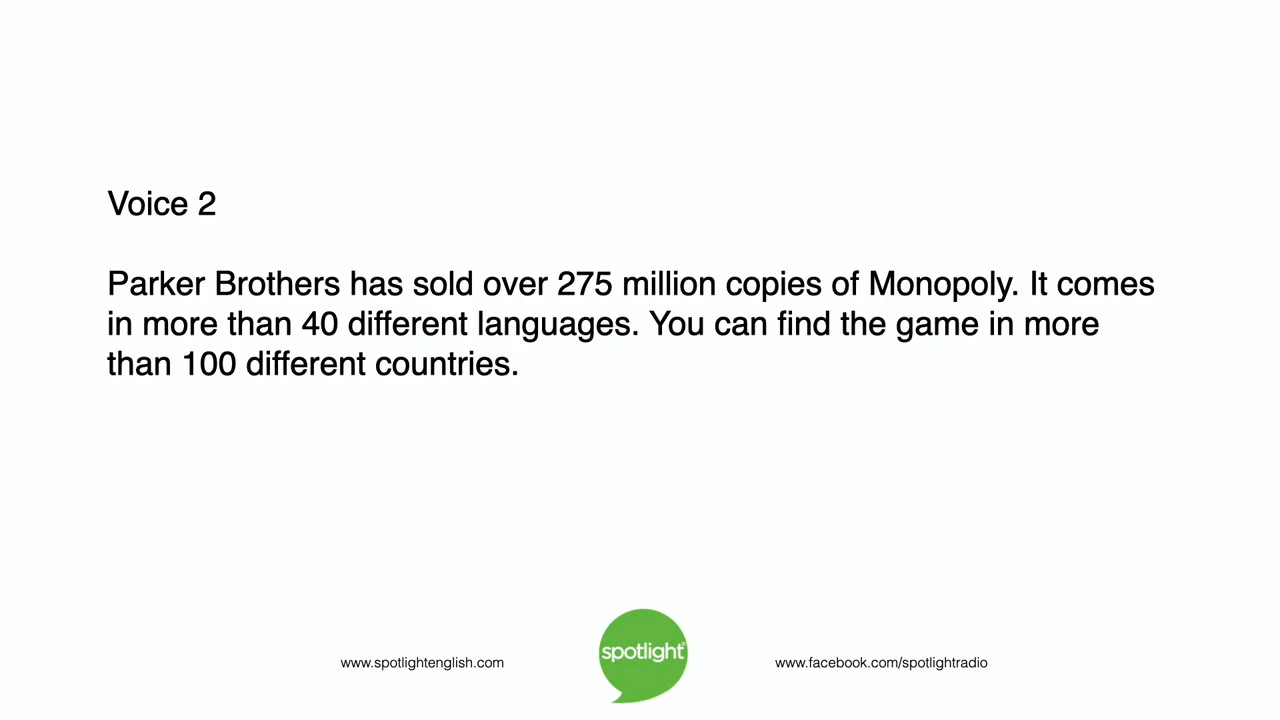 Voice 2
Parker Brothers has sold over 275 million copies of Monopoly. It comes
in more than 40 different languages. You can find the game in more
than 100 different countries.
www.spotlightenglish.com
spotlight®
www.facebook.com/spotlightradio